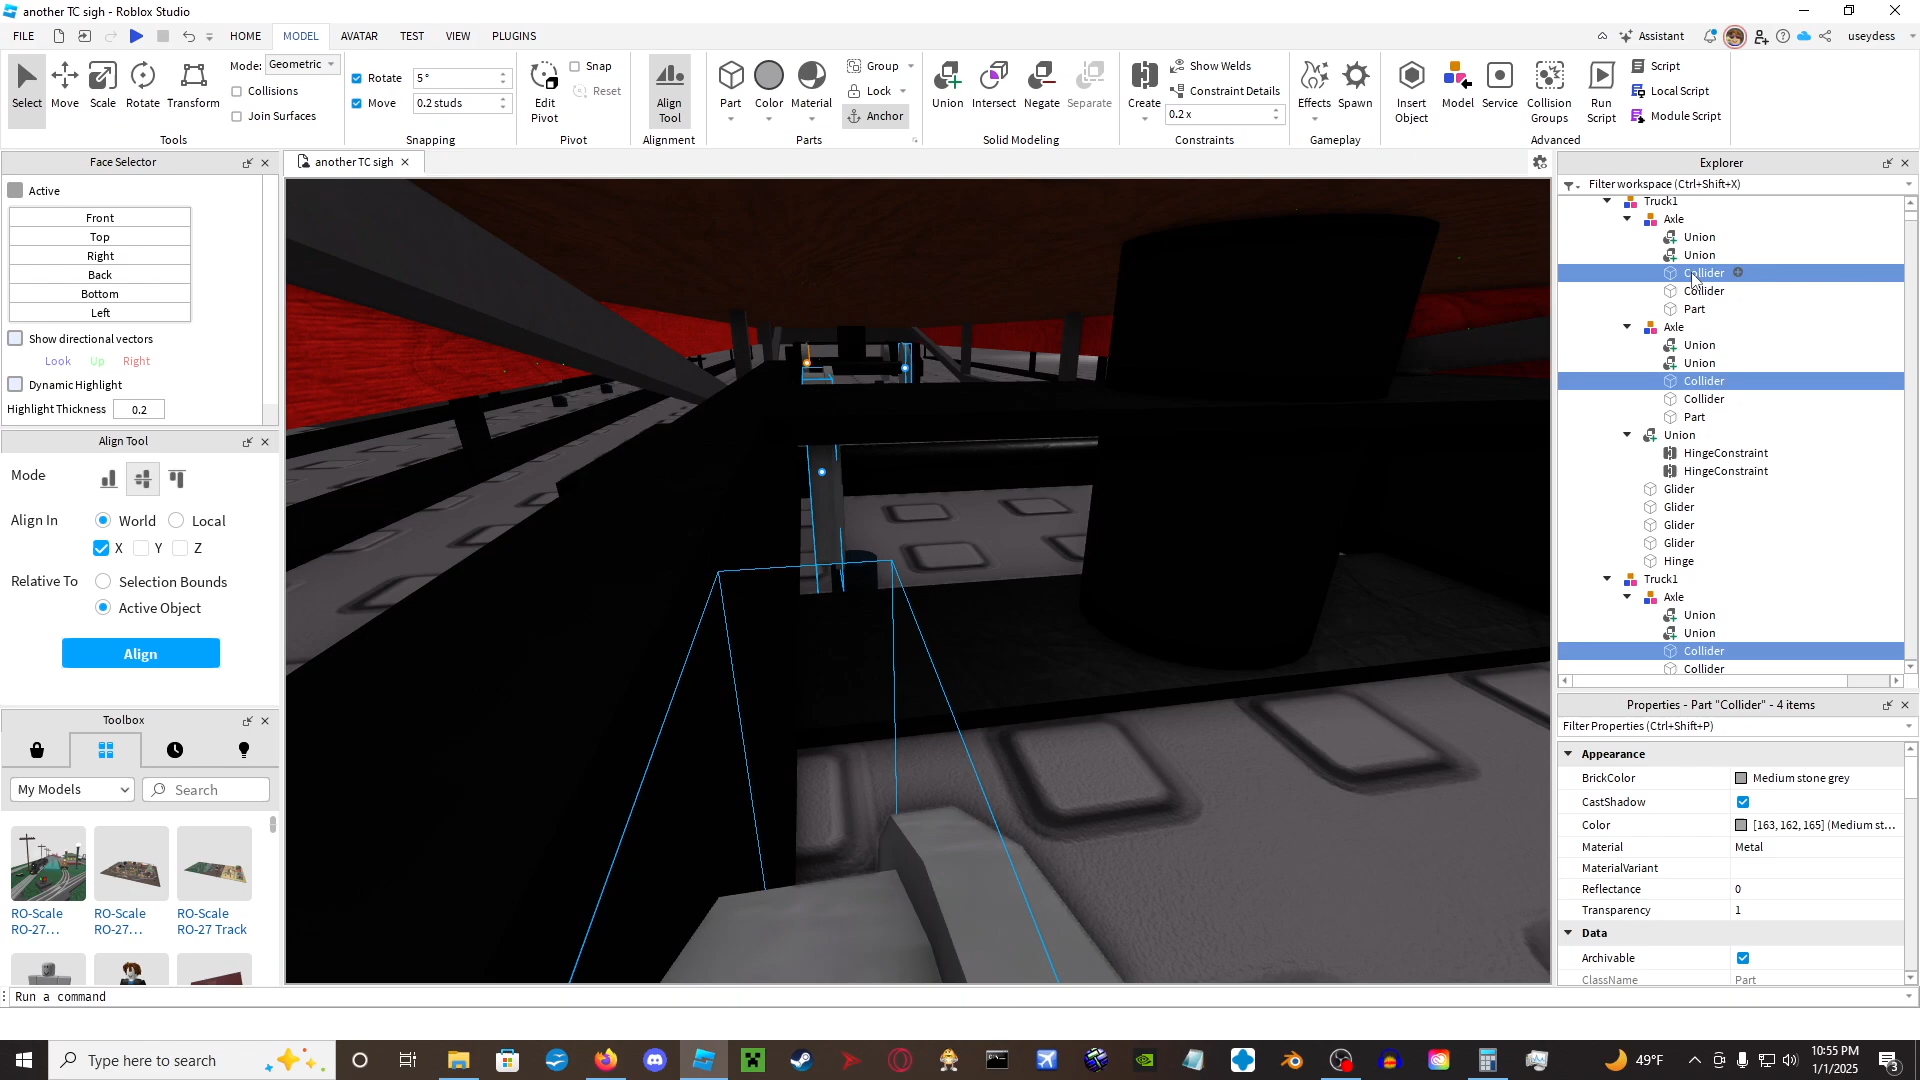 another TC sigh - Roblox Studio
FILE
HOME
MODEL
AVATAR
TEST
VIEW
PLUGINS
Assistant
useydess
Select
Move
Scale
Rotate
Transform
Mode:
Geometric
Collisions
Join Surfaces
Tools
Rotate
5 °
Move
0.2 studs
Snapping
Edit
Pivot
Snap
Reset
Pivot
Align
Tool
Alignment
Part
Color
Material
Group
Lock
Anchor
Parts
Union
Intersect
Negate
Separate
Solid Modeling
Create
Show Welds
Constraint Details
0.2 x
Constraints
Effects
Spawn
Gameplay
Insert
Object
Model
Service
Collision
Groups
Run
Script
Script
Local Script
Module Script
Advanced
Face Selector
Active
Front
Top
Right
Back
Bottom
Left
Show directional vectors
Look Up Right
Dynamic Highlight
Highlight Thickness
0.2
Align Tool
Mode
Align In
World
Local
X
Y
Z
Relative To
Selection Bounds
Active Object
Align
Toolbox
My Models
Search
RO-Scale
RO-27...
RO-Scale
RO-27...
RO-Scale
RO-27 Track
another TC sigh
Explorer
Filter workspace (Ctrl+Shift+X)
Truck1
Axle
Union
Union
Collider
Collider
Part
Axle
Union
Union
Collider
Collider
Part
Union
HingeConstraint
HingeConstraint
Glider
Glider
Glider
Glider
Hinge
Truck1
Axle
Union
Union
Collider
Collider
Properties - Part "Collider" - 4 items
Filter Properties (Ctrl+Shift+P)
Appearance
BrickColor
Medium stone grey
CastShadow
Color
[163, 162, 165] (Medium st...
Material
Metal
MaterialVariant
Reflectance
0
Transparency
1
Data
Archivable
ClassName
Part
Run a command
Type here to search
49°F
10:55 PM
1/1/2025
3